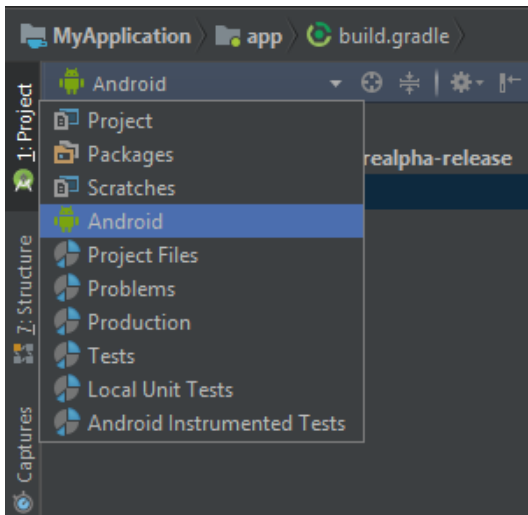 MyApplication app build.gradle
Android
Project
Packages
realpha-release
Scratches
Android
Project Files
Problems
Production
Tests
Local Unit Tests
Android Instrumented Tests
1: Project
7: Structure
Captures